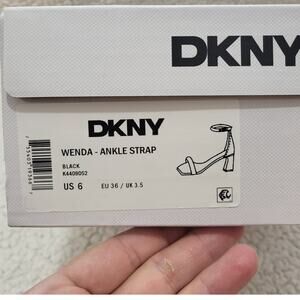 DKNY
DKNY
WENDA - ANKLE STRAP
BLACK
K4409052
US 6
EU 36 / UK 3.5